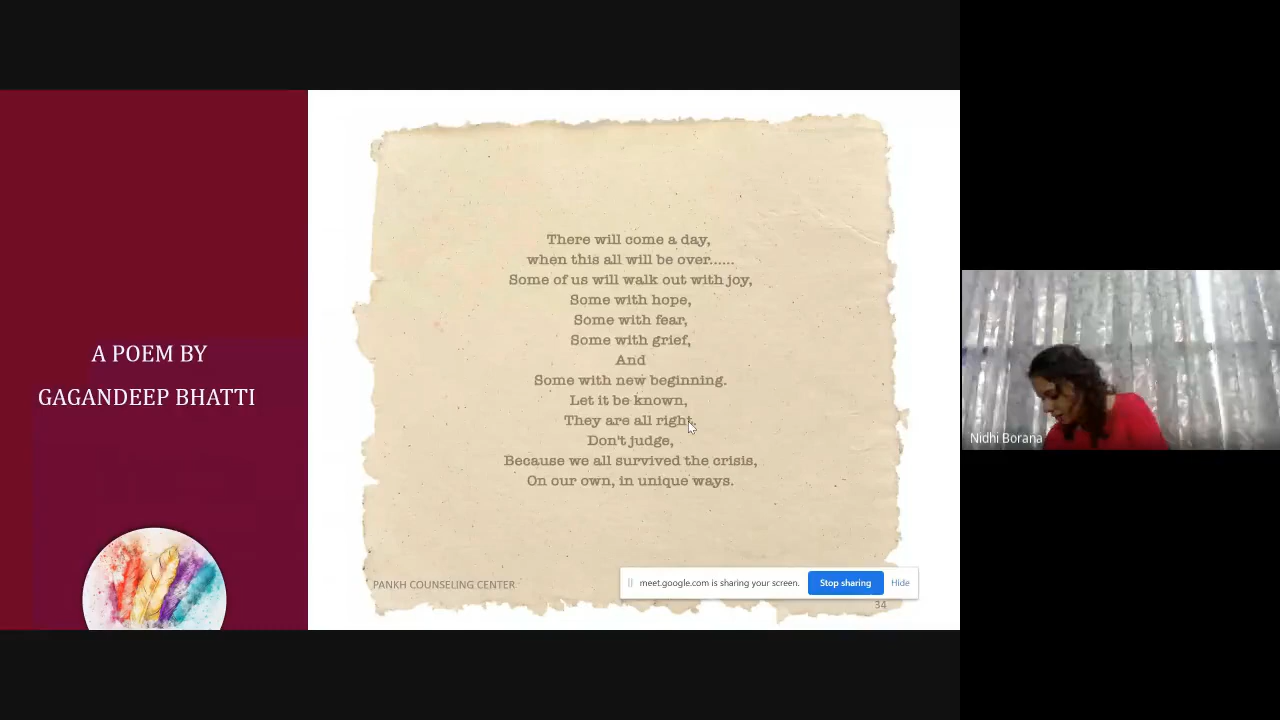 A POEM BY
GAGANDEEP BHATTI
There will come a day,
when this all will be over......
Some of us will walk out with joy,
Some with hope,
Some with fear,
Some with grief,
And
Some with new beginning.
Let it be known,
They are all right.
Don't judge,
Because we all survived the crisis,
On our own, in unique ways.
PANKH COUNSELING CENTER
meet.google.com is sharing your screen.
Stop sharing
Hide
34
Nidhi Borana